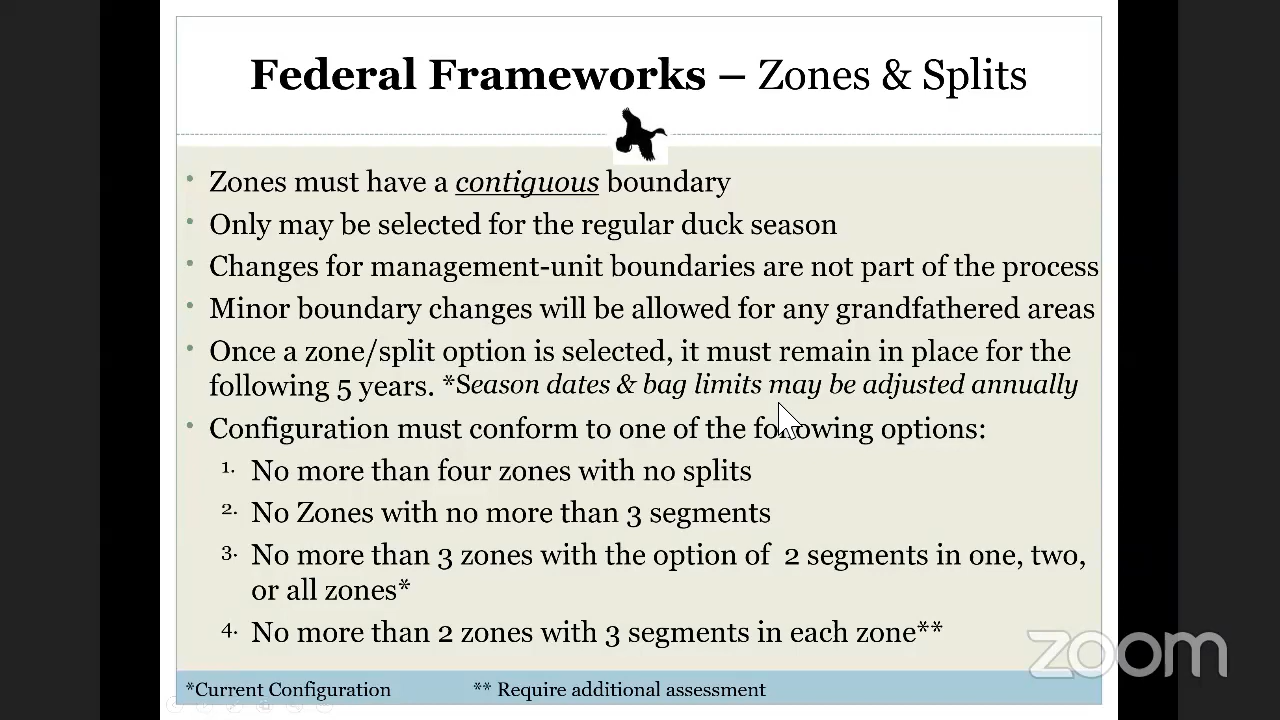 Federal Frameworks – Zones & Splits
• Zones must have a contiguous boundary
• Only may be selected for the regular duck season
• Changes for management-unit boundaries are not part of the process
• Minor boundary changes will be allowed for any grandfathered areas
• Once a zone/split option is selected, it must remain in place for the
following 5 years. *Season dates & bag limits may be adjusted annually
• Configuration must conform to one of the following options:
1. No more than four zones with no splits
2. No Zones with no more than 3 segments
3. No more than 3 zones with the option of 2 segments in one, two,
or all zones*
4. No more than 2 zones with 3 segments in each zone**
zoom
*Current Configuration ** Require additional assessment